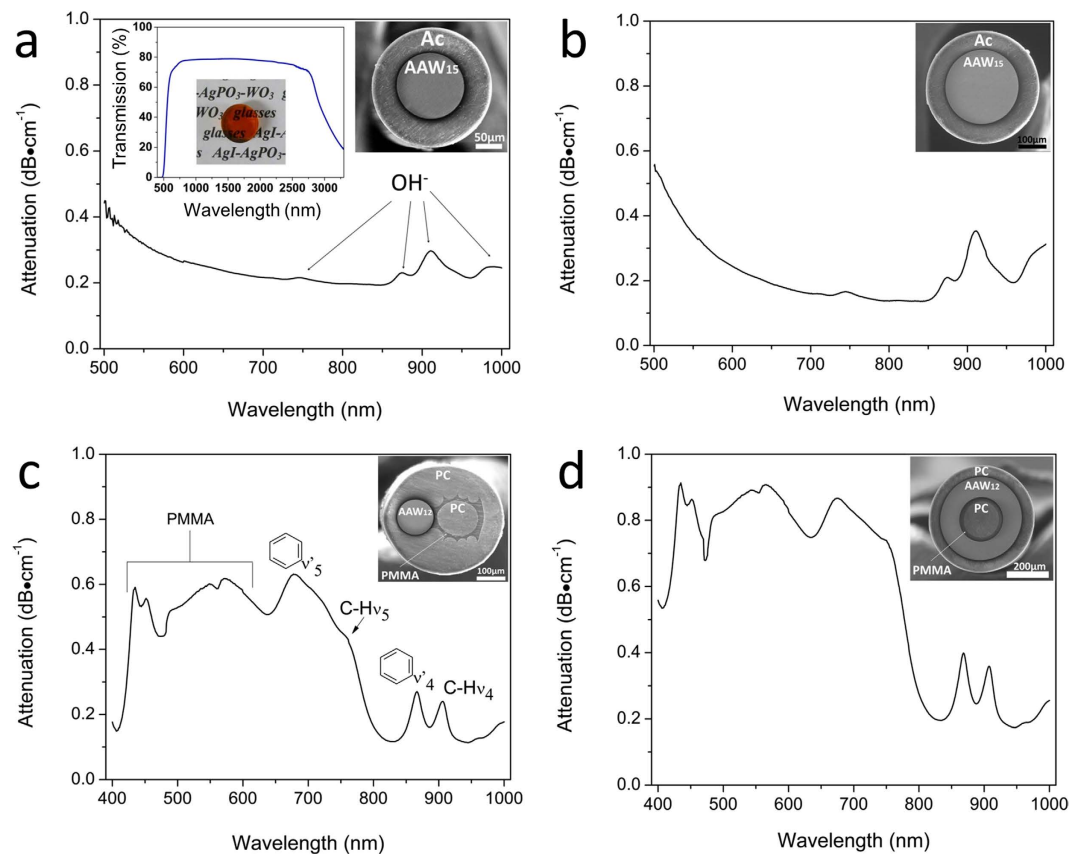 a
Attenuation (dB•cm⁻¹)
1.0
0.8
0.6
0.4
0.2
0.0
500 600 700 800 900 1000
Wavelength (nm)
Transmission (%)
80
70
60
50
40
30
20
10
0
500 1000 1500 2000 2500 3000
Wavelength (nm)
-AgPO₃-WO₃ g
WO₃ glasses
glasses AgI-A
s AgI-AgPO₃-
Ac
AAW₁₅
50µm
OH⁻
b
Attenuation (dB•cm⁻¹)
1.0
0.8
0.6
0.4
0.2
0.0
500 600 700 800 900 1000
Wavelength (nm)
Ac
AAW₁₅
100µm
c
Attenuation (dB•cm⁻¹)
1.0
0.8
0.6
0.4
0.2
0.0
400 500 600 700 800 900 1000
Wavelength (nm)
PMMA
ν'₅
C-Hν₅
ν'₄
C-Hν₄
PC
AAW₁₂
PC
PMMA
100µm
d
Attenuation (dB•cm⁻¹)
1.0
0.8
0.6
0.4
0.2
0.0
400 500 600 700 800 900 1000
Wavelength (nm)
PC
AAW₁₂
PC
PMMA
200µm